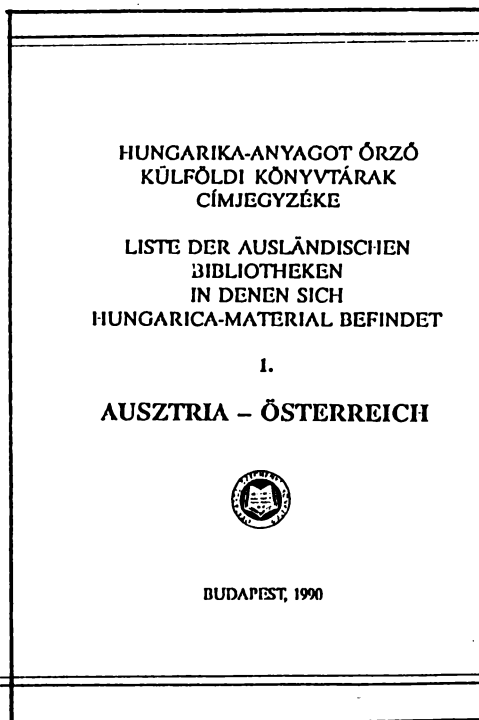 HUNGARIKA-ANYAGOT ŐRZŐ
KÜLFÖLDI KÖNYVTÁRAK
CÍMJEGYZÉKE
LISTE DER AUSLÄNDISCHEN
BIBLIOTHEKEN
IN DENEN SICH
HUNGARICA-MATERIAL BEFINDET
1.
AUSZTRIA – ÖSTERREICH
BUDAPEST, 1990